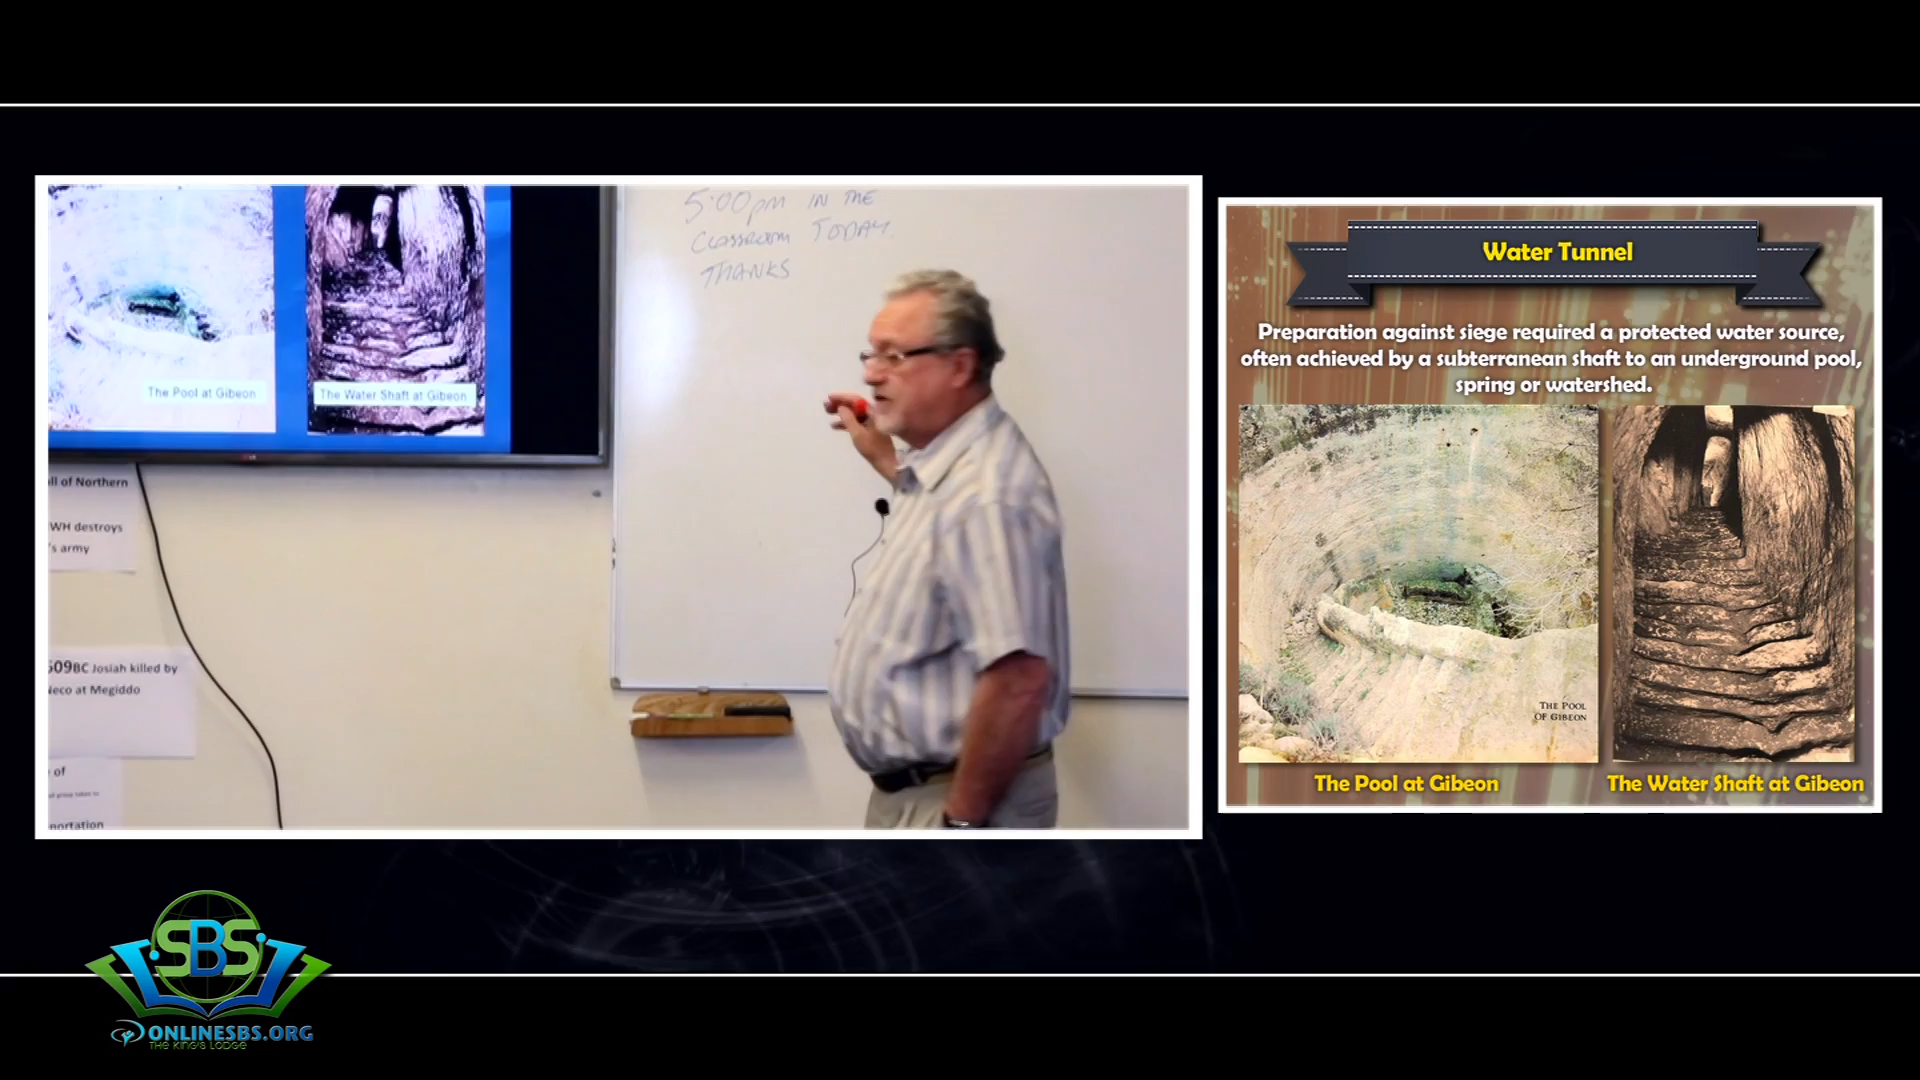 5:00pm IN THE
CLASSROOM TODAY.
THANKS
The Pool at Gibeon
The Water Shaft at Gibeon
ll of Northern
WH destroys
's army
609BC Josiah killed by
Neco at Megiddo
of
portation
Water Tunnel
Preparation against siege required a protected water source,
often achieved by a subterranean shaft to an underground pool,
spring or watershed.
THE POOL
OF GIBEON
The Pool at Gibeon
The Water Shaft at Gibeon
SBS
ONLINESBS.ORG
THE KING'S LODGE